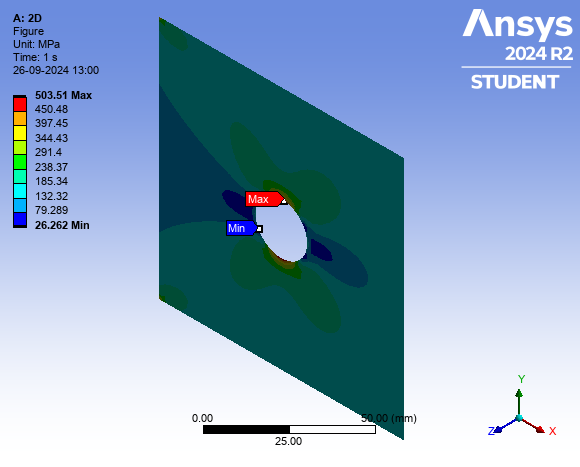 A: 2D
Figure
Unit: MPa
Time: 1 s
26-09-2024 13:00
503.51 Max
450.48
397.45
344.43
291.4
238.37
185.34
132.32
79.289
26.262 Min
Ansys
2024 R2
STUDENT
Max
Min
0.00
50.00 (mm)
25.00
Y
Z
X